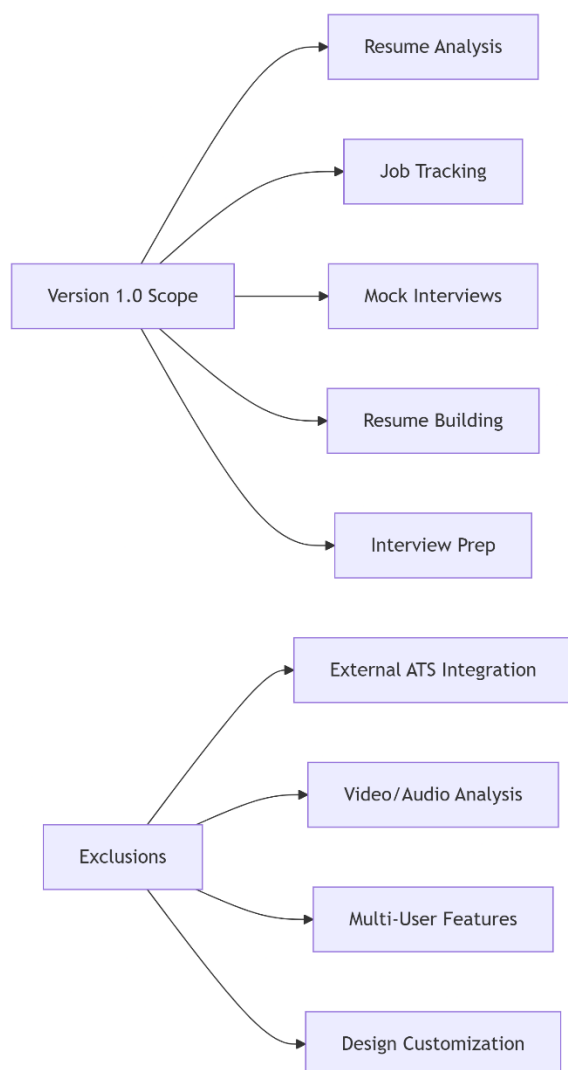 Resume Analysis
Job Tracking
Version 1.0 Scope
Mock Interviews
Resume Building
Interview Prep
External ATS Integration
Video/Audio Analysis
Exclusions
Multi-User Features
Design Customization